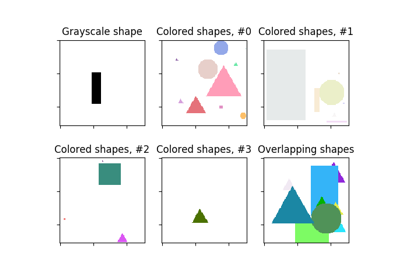 Grayscale shape
Colored shapes, #0
Colored shapes, #1
Colored shapes, #2
Colored shapes, #3
Overlapping shapes